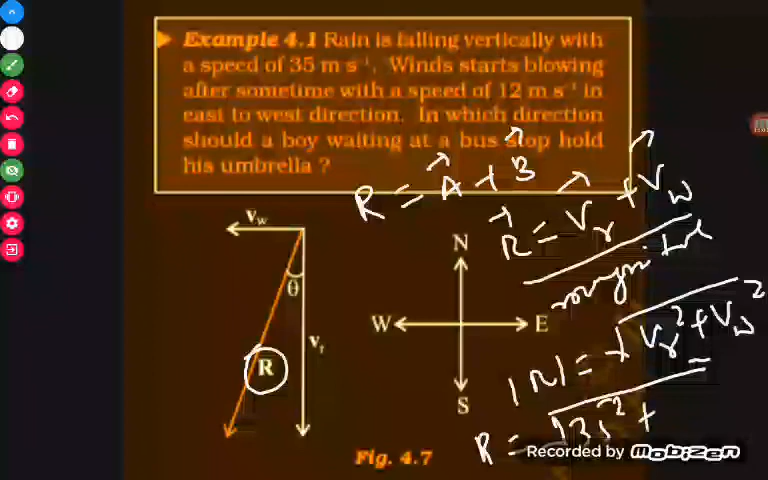 Example 4.1 Rain is falling vertically with
a speed of 35 m s⁻¹. Winds starts blowing
after sometime with a speed of 12 m s⁻¹ in
east to west direction. In which direction
should a boy waiting at a bus stop hold
his umbrella ?
R = A + B
R = Vr + Vw
vw
θ
vr
R
N
W
E
S
|R| = √Vr² + Vw²
R = √35² +
Fig. 4.7
Recorded by Mobizen